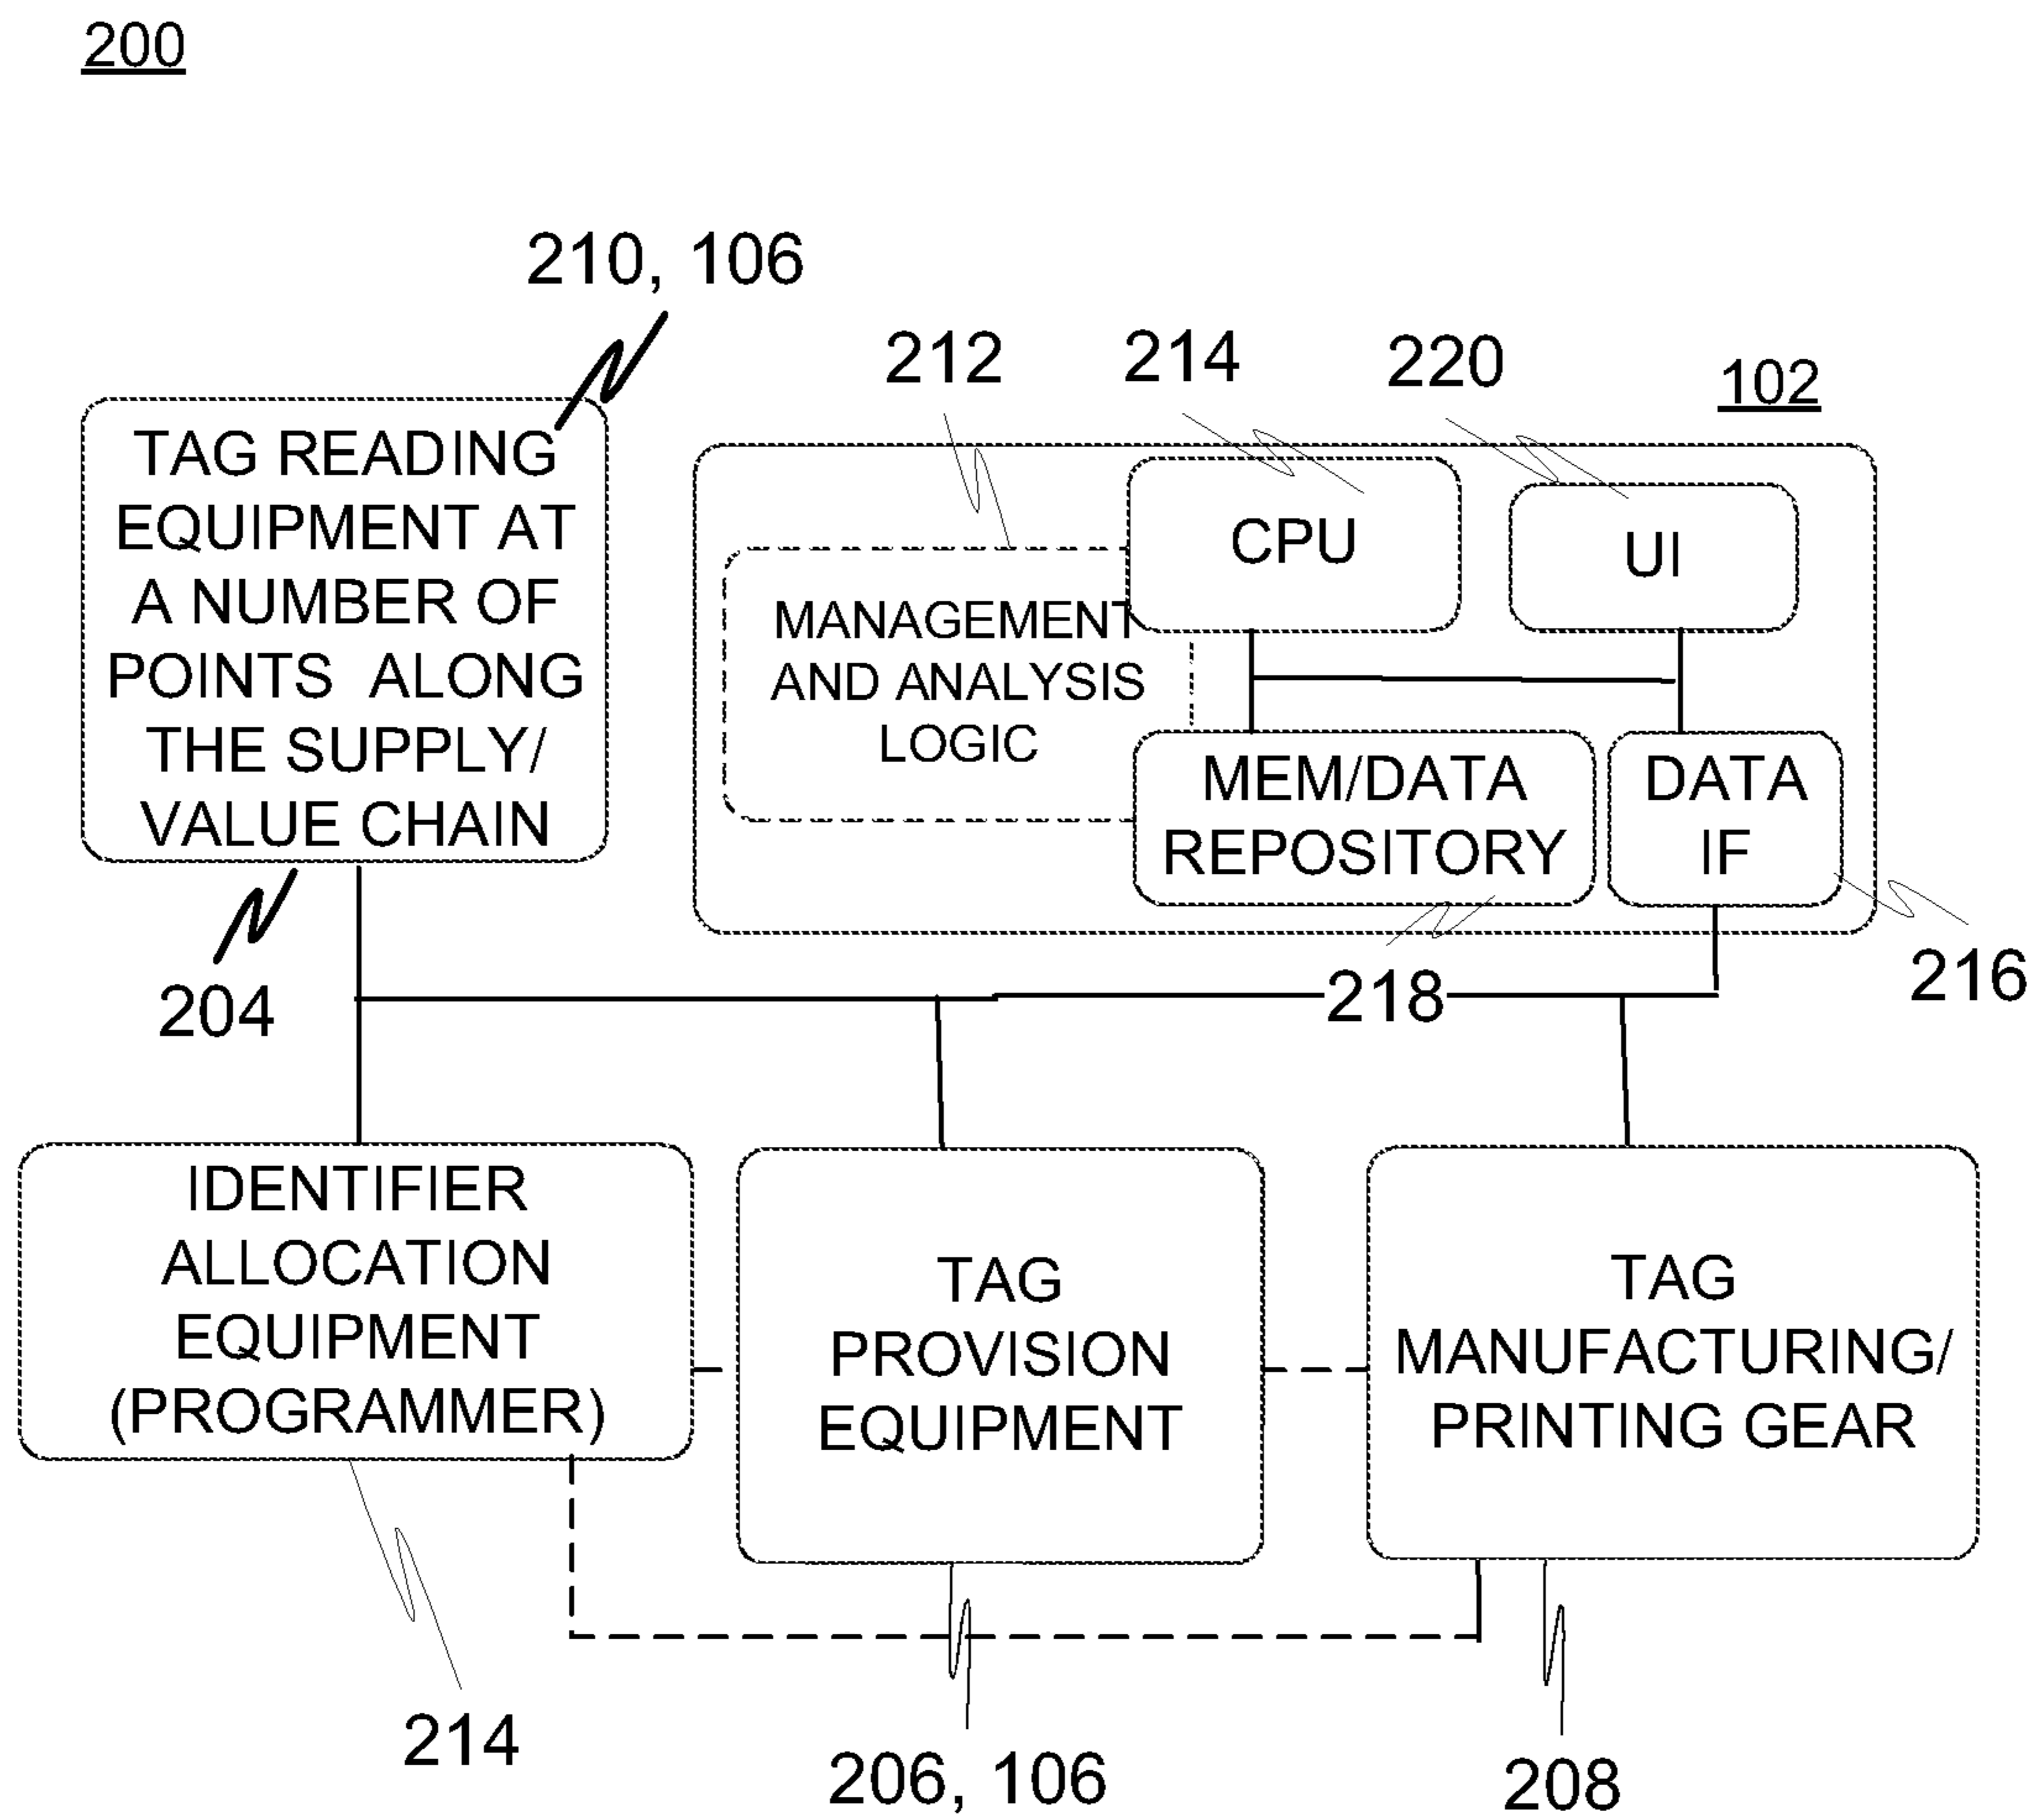 200
210, 106
212
214
220
102
TAG READING
EQUIPMENT AT
A NUMBER OF
POINTS ALONG
THE SUPPLY/
VALUE CHAIN
204
MANAGEMENT
AND ANALYSIS
LOGIC
CPU
UI
MEM/DATA
REPOSITORY
DATA
IF
218
216
IDENTIFIER
ALLOCATION
EQUIPMENT
(PROGRAMMER)
TAG
PROVISION
EQUIPMENT
TAG
MANUFACTURING/
PRINTING GEAR
214
206, 106
208